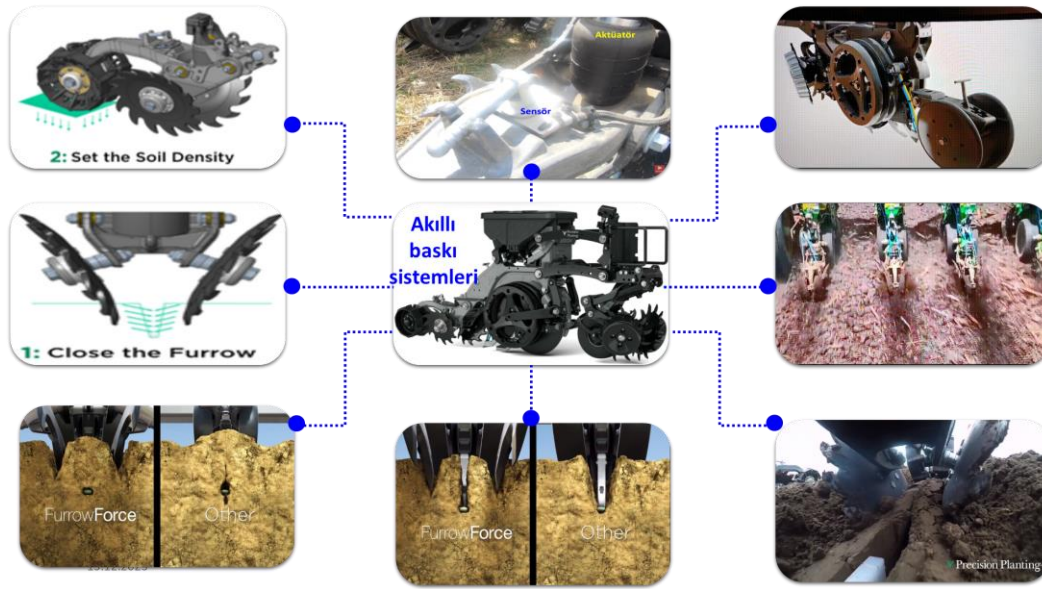 2: Set the Soil Density
Aktüatör
Sensör
Akıllı
baskı
sistemleri
1: Close the Furrow
FurrowForce
Other
FurrowForce
Other
Precision Planting